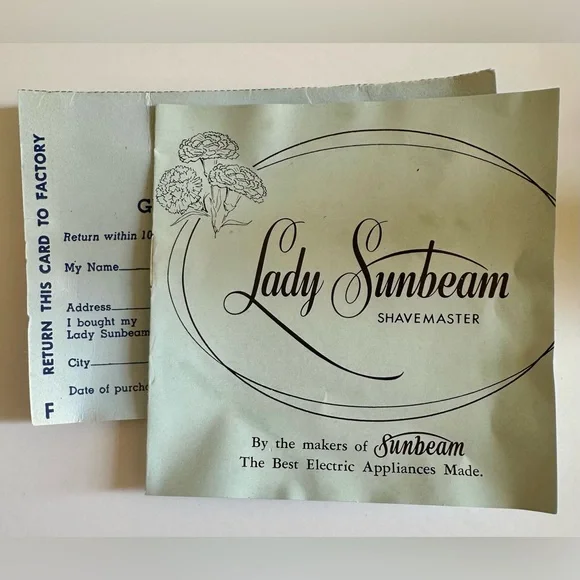 RETURN THIS CARD TO FACTORY
F
G
Return within 10
My Name
Address
I bought my
Lady Sunbeam
City
Date of purcha
Lady Sunbeam
SHAVEMASTER
By the makers of Sunbeam
The Best Electric Appliances Made.